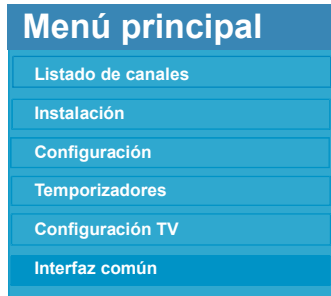 Menú principal
Listado de canales
Instalación
Configuración
Temporizadores
Configuración TV
Interfaz común